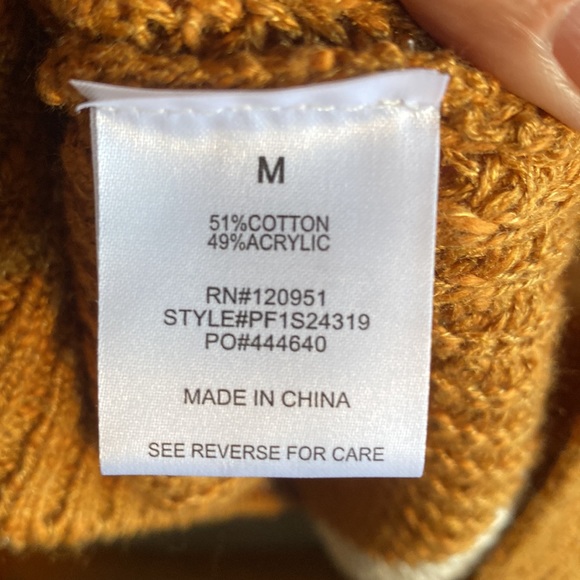 M
51%COTTON
49%ACRYLIC
RN#120951
STYLE#PF1S24319
PO#444640
MADE IN CHINA
SEE REVERSE FOR CARE